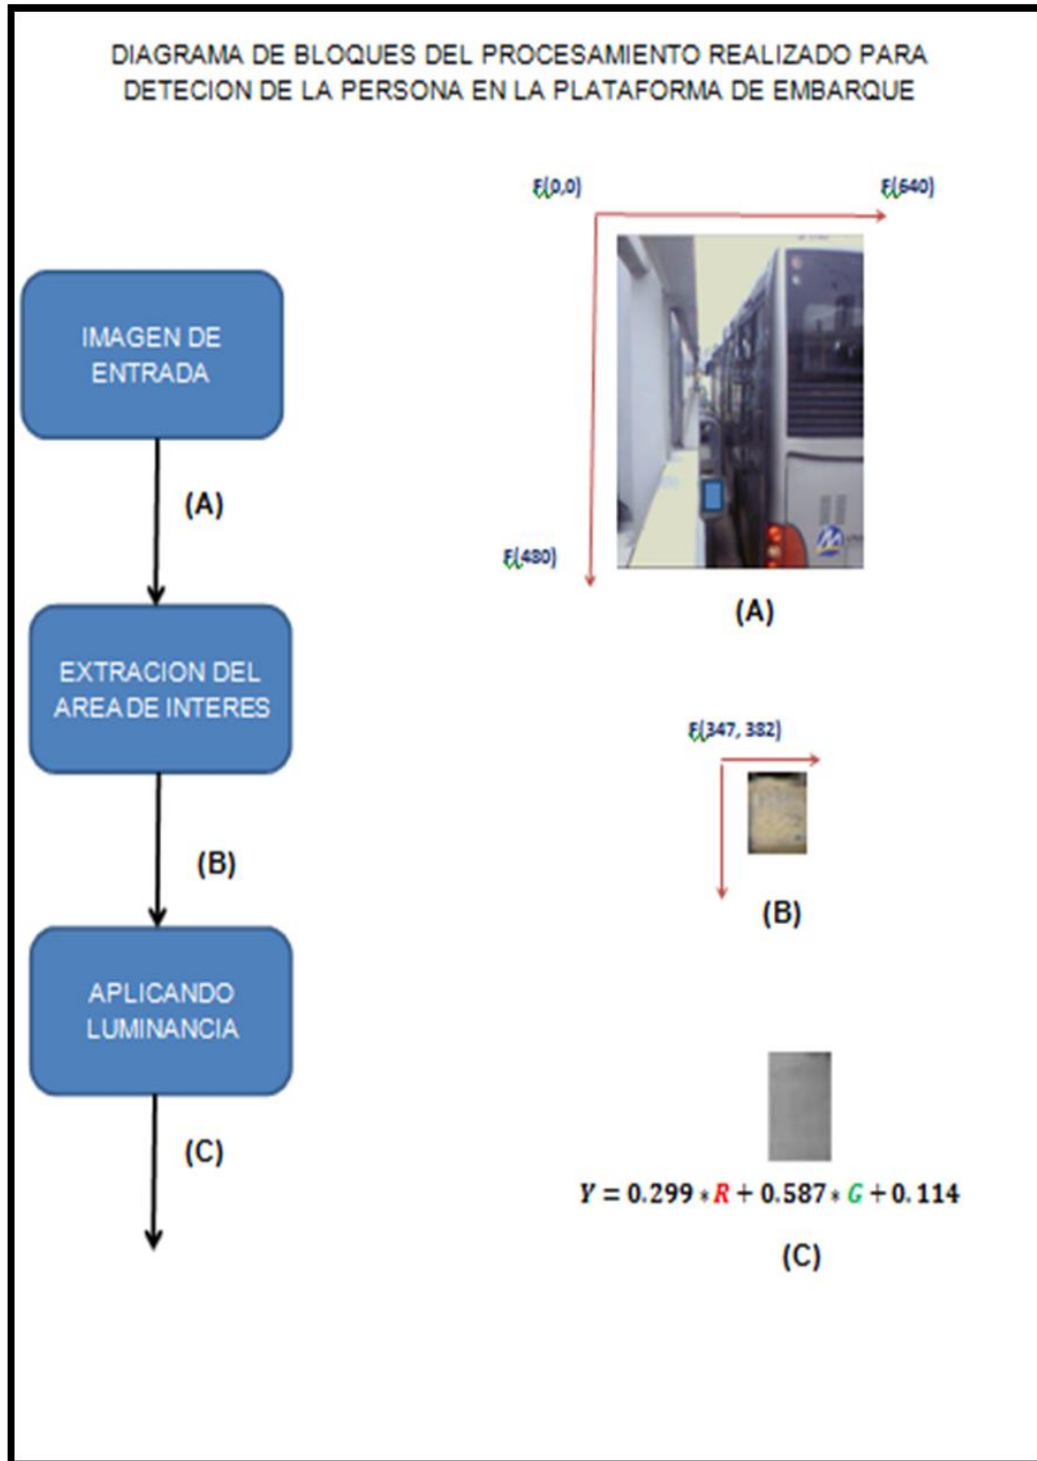 DIAGRAMA DE BLOQUES DEL PROCESAMIENTO REALIZADO PARA
DETECION DE LA PERSONA EN LA PLATAFORMA DE EMBARQUE
F(0,0)
F(640)
IMAGEN DE
ENTRADA
(A)
F(480)
(A)
EXTRACION DEL
AREA DE INTERES
F(347, 382)
(B)
(B)
APLICANDO
LUMINANCIA
(C)
Y = 0.299 * R + 0.587 * G + 0.114
(C)